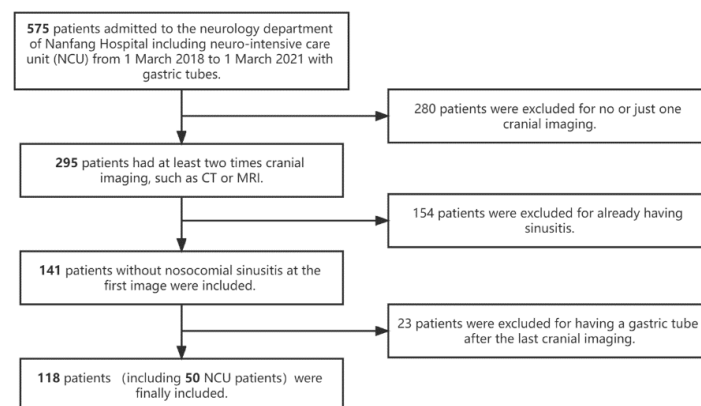 575 patients admitted to the neurology department
of Nanfang Hospital including neuro-intensive care
unit (NCU) from 1 March 2018 to 1 March 2021 with
gastric tubes.
280 patients were excluded for no or just one
cranial imaging.
295 patients had at least two times cranial
imaging, such as CT or MRI.
154 patients were excluded for already having
sinusitis.
141 patients without nosocomial sinusitis at the
first image were included.
23 patients were excluded for having a gastric tube
after the last cranial imaging.
118 patients （including 50 NCU patients）were
finally included.